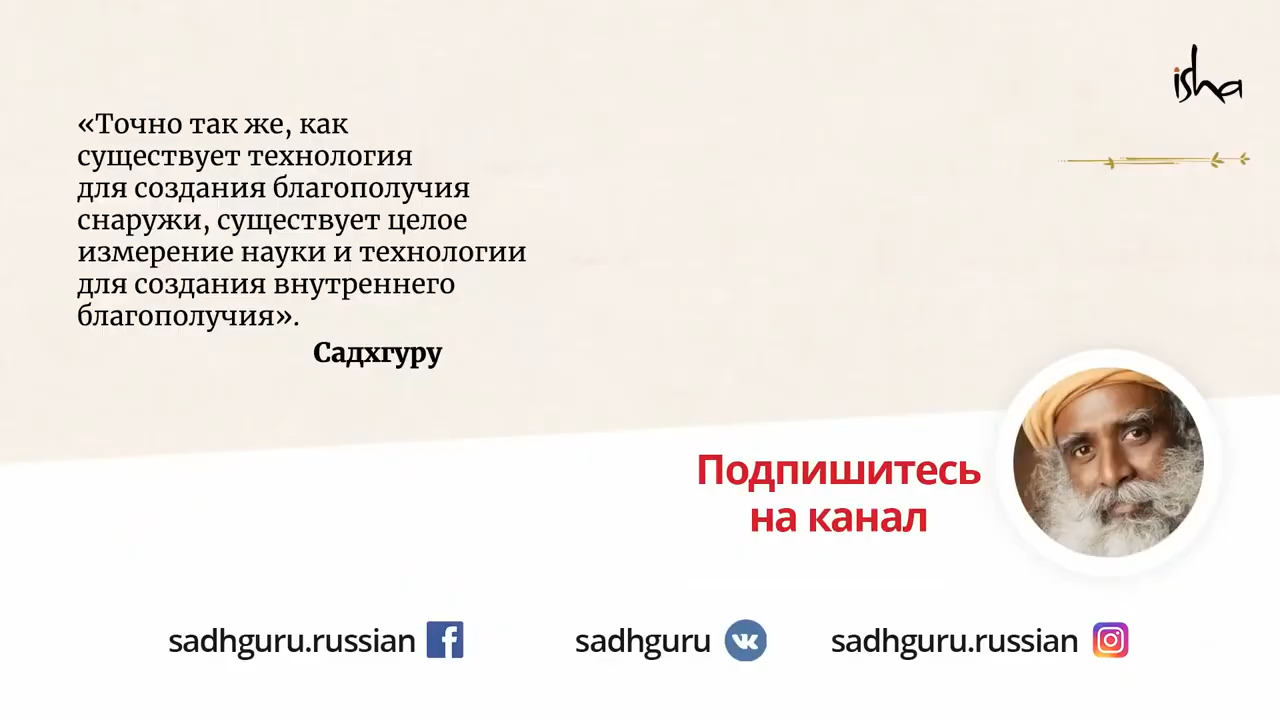 isha
«Точно так же, как
существует технология
для создания благополучия
снаружи, существует целое
измерение науки и технологии
для создания внутреннего
благополучия».
Садхгуру
Подпишитесь
на канал
sadhguru.russian
sadhguru
sadhguru.russian